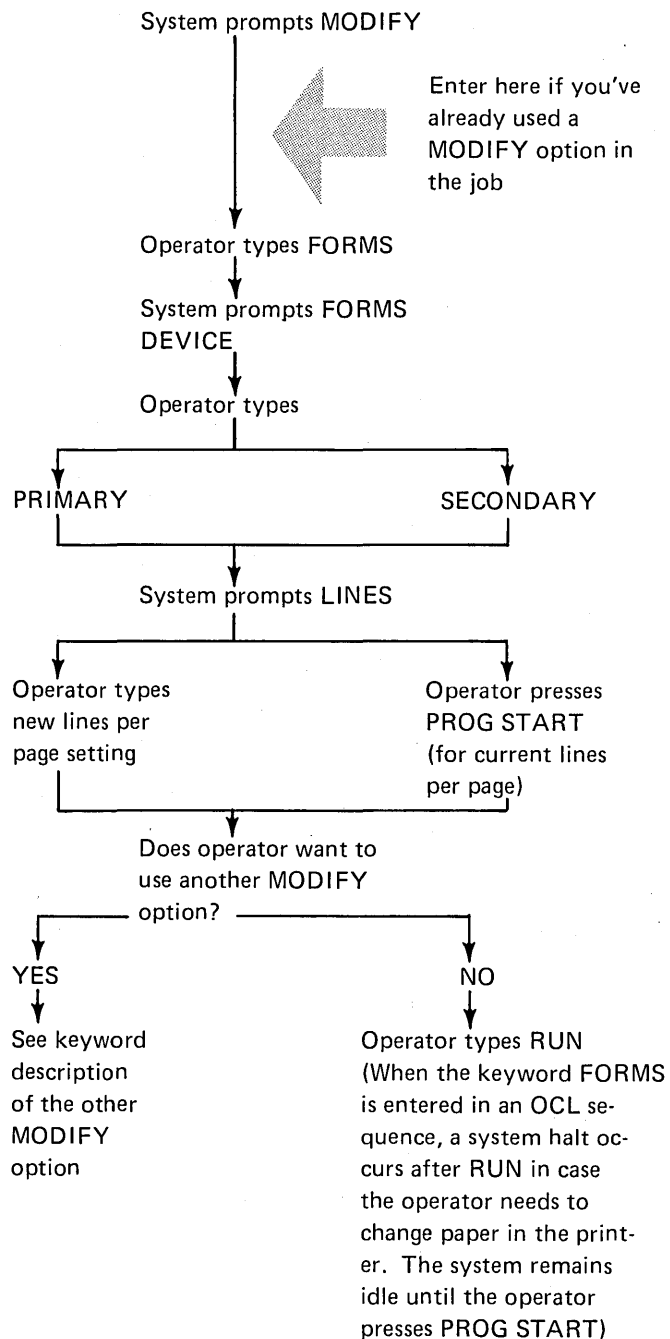 System prompts MODIFY
Enter here if you've
already used a
MODIFY option in
the job
Operator types FORMS
System prompts FORMS
DEVICE
Operator types
PRIMARY
SECONDARY
System prompts LINES
Operator types
new lines per
page setting
Operator presses
PROG START
(for current lines
per page)
Does operator want to
use another MODIFY
option?
YES
NO
See keyword
description
of the other
MODIFY
option
Operator types RUN
(When the keyword FORMS
is entered in an OCL se-
quence, a system halt oc-
curs after RUN in case
the operator needs to
change paper in the print-
er. The system remains
idle until the operator
presses PROG START)